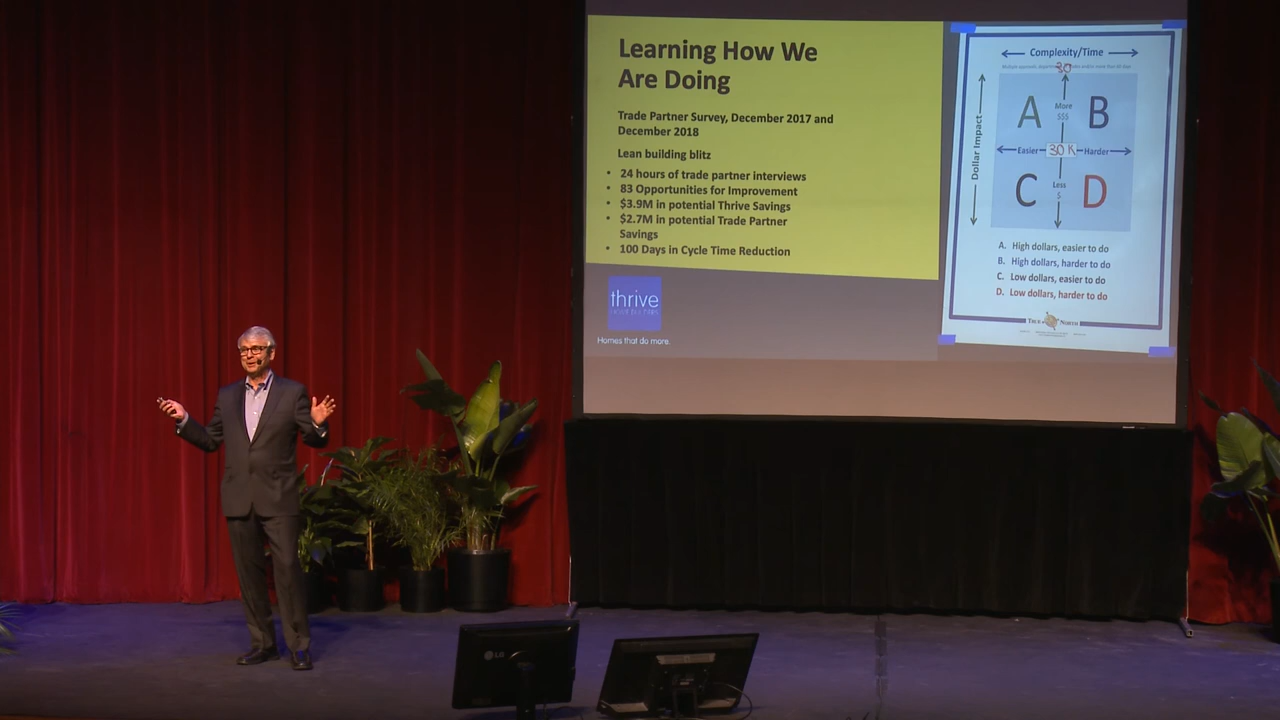 Learning How We
Are Doing
Trade Partner Survey, December 2017 and
December 2018
Lean building blitz
• 24 hours of trade partner interviews
• 83 Opportunities for Improvement
• $3.9M in potential Thrive Savings
• $2.7M in potential Trade Partner
Savings
• 100 Days in Cycle Time Reduction
thrive
HOME BUILDERS
Homes that do more.
Complexity/Time
30
Dollar Impact
A
More
$$$
B
Easier
30 K
Harder
C
Less
$
D
A. High dollars, easier to do
B. High dollars, harder to do
C. Low dollars, easier to do
D. Low dollars, harder to do
TRUE NORTH
LG